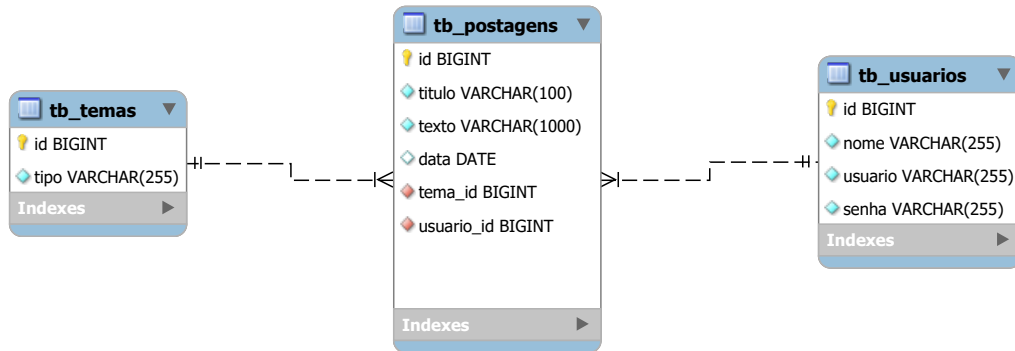 tb_temas
id BIGINT
tipo VARCHAR(255)
Indexes
tb_postagens
id BIGINT
titulo VARCHAR(100)
texto VARCHAR(1000)
data DATE
tema_id BIGINT
usuario_id BIGINT
Indexes
tb_usuarios
id BIGINT
nome VARCHAR(255)
usuario VARCHAR(255)
senha VARCHAR(255)
Indexes